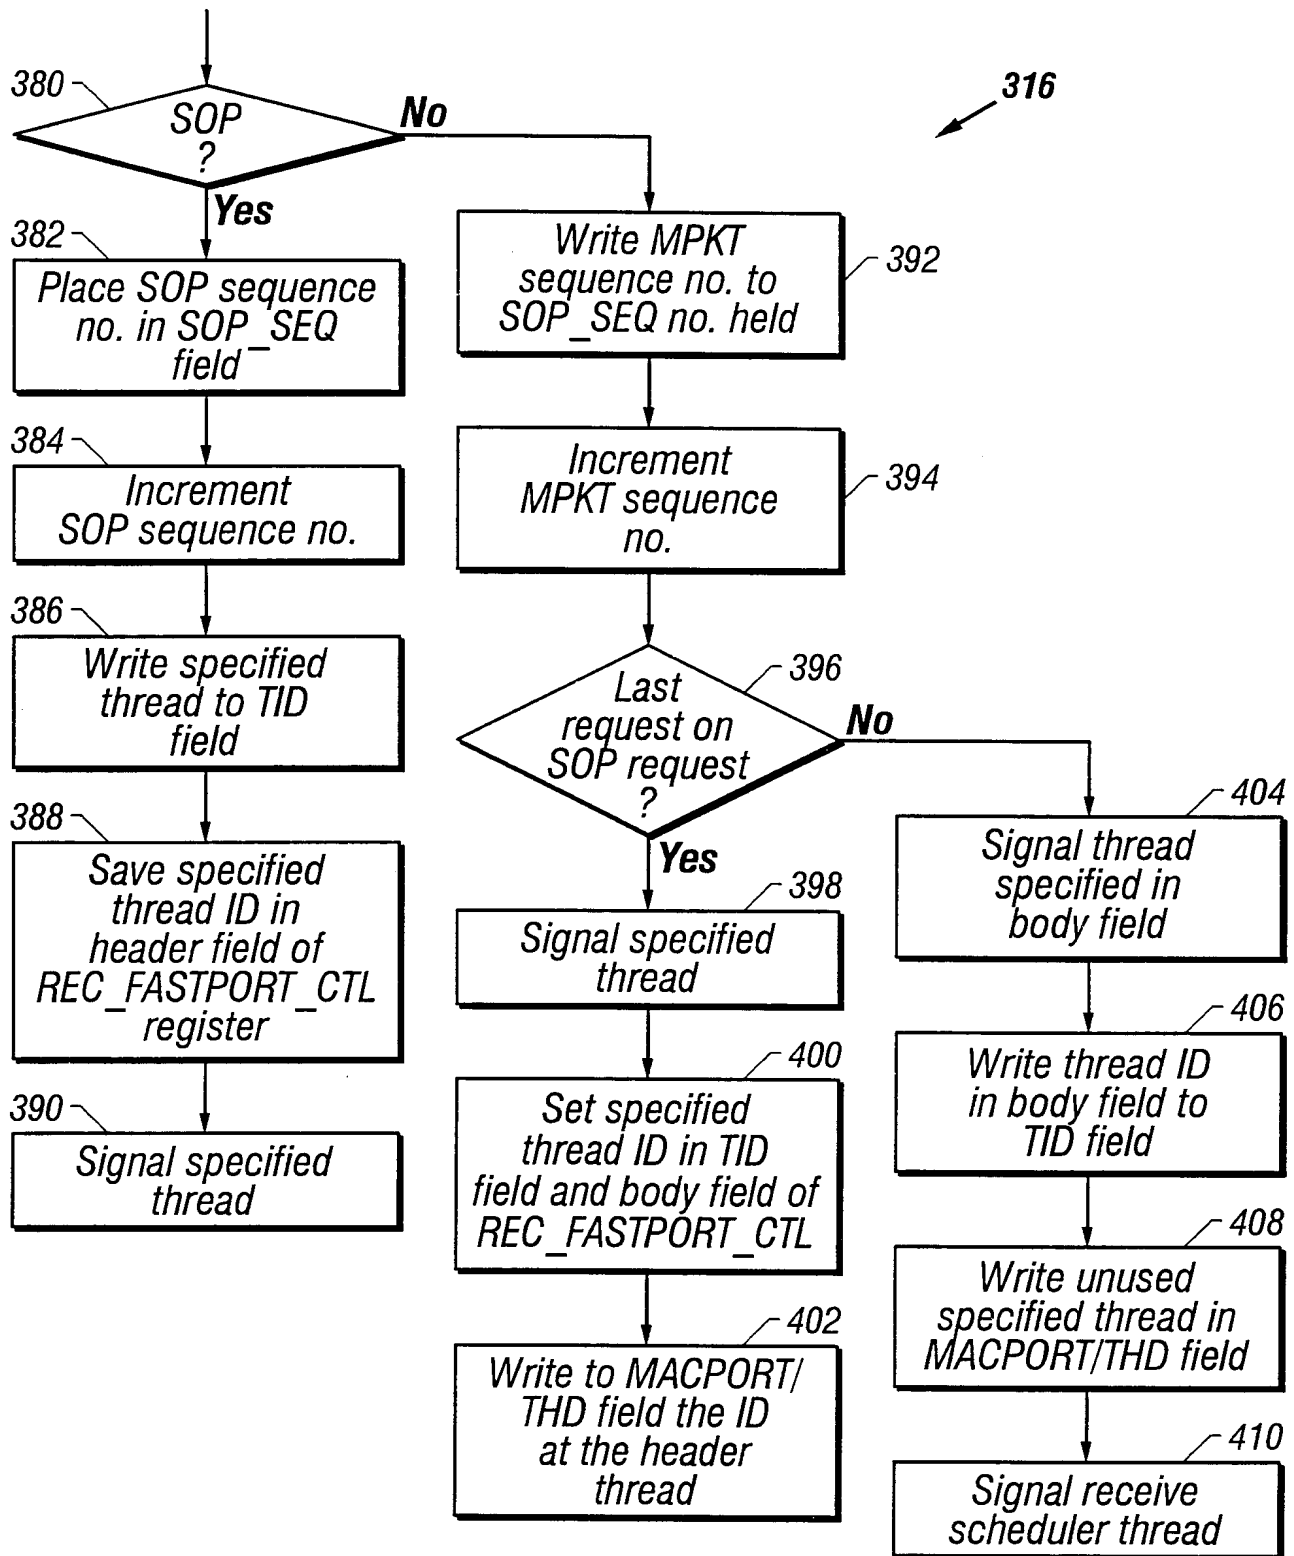 316
380
SOP
?
No
Yes
382
Place SOP sequence
no. in SOP_SEQ
field
384
Increment
SOP sequence no.
386
Write specified
thread to TID
field
388
Save specified
thread ID in
header field of
REC_FASTPORT_CTL
register
390
Signal specified
thread
392
Write MPKT
sequence no. to
SOP_SEQ no. held
394
Increment
MPKT sequence
no.
396
Last
request on
SOP request
?
No
Yes
398
Signal specified
thread
400
Set specified
thread ID in TID
field and body field of
REC_FASTPORT_CTL
402
Write to MACPORT/
THD field the ID
at the header
thread
404
Signal thread
specified in
body field
406
Write thread ID
in body field to
TID field
408
Write unused
specified thread in
MACPORT/THD field
410
Signal receive
scheduler thread